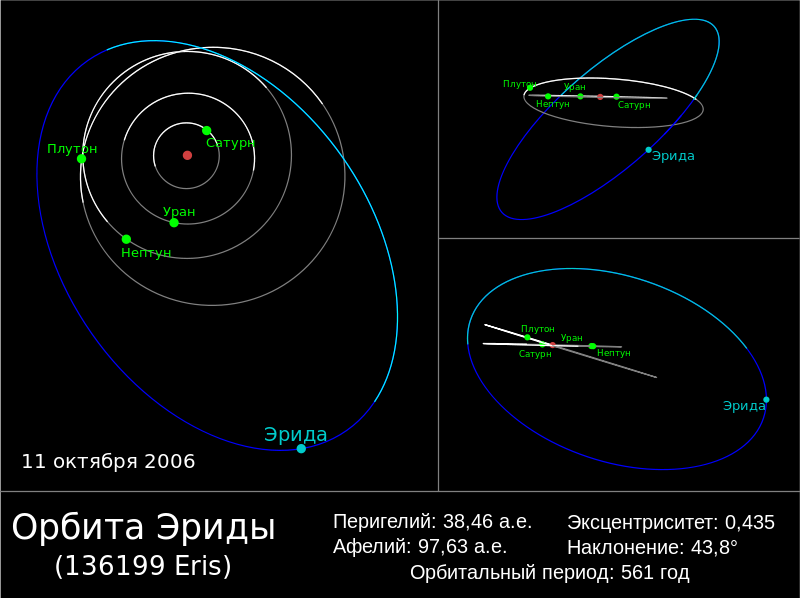 Плутон
Сатурн
Уран
Нептун
Эрида
11 октября 2006
Плутон
Уран
Нептун
Сатурн
Эрида
Плутон
Уран
Сатурн
Нептун
Эрида
Орбита Эриды
(136199 Eris)
Перигелий: 38,46 а.е.
Афелий: 97,63 а.е.
Эксцентриситет: 0,435
Наклонение: 43,8°
Орбитальный период: 561 год